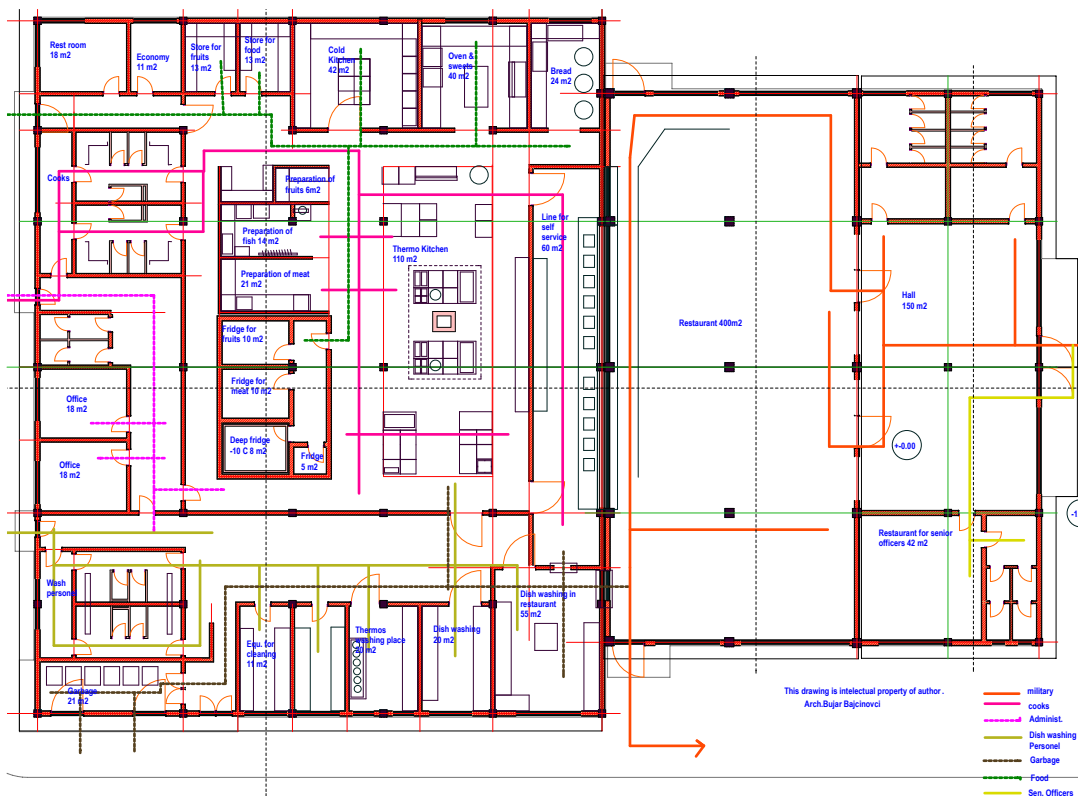 Rest room
18 m2
Economy
11 m2
Store for
fruits
13 m2
Store for
food
13 m2
Cold
Kitchen
42 m2
Oven &
sweets
40 m2
Bread
24 m2
Cooks
Preparation of
fruits 6m2
Preparation of
fish 14 m2
Preparation of meat
21 m2
Thermo Kitchen
110 m2
Line for
self
service
60 m2
Fridge for
fruits 10 m2
Fridge for
meat 10 m2
Deep fridge
-10 C 8 m2
Fridge
5 m2
Office
18 m2
Office
18 m2
Restaurant 400m2
Hall
150 m2
+-0.00
-1
Restaurant for senior
officers 42 m2
Wash
personel
Garbage
21 m2
Equ. for
cleaning
11 m2
Thermos
washing place
Dish washing
20 m2
Dish washing in
restaurant
55 m2
This drawing is intelectual property of author .
Arch.Bujar Bajcinovci
military
cooks
Administ.
Dish washing
Personel
Garbage
Food
Sen. Officers